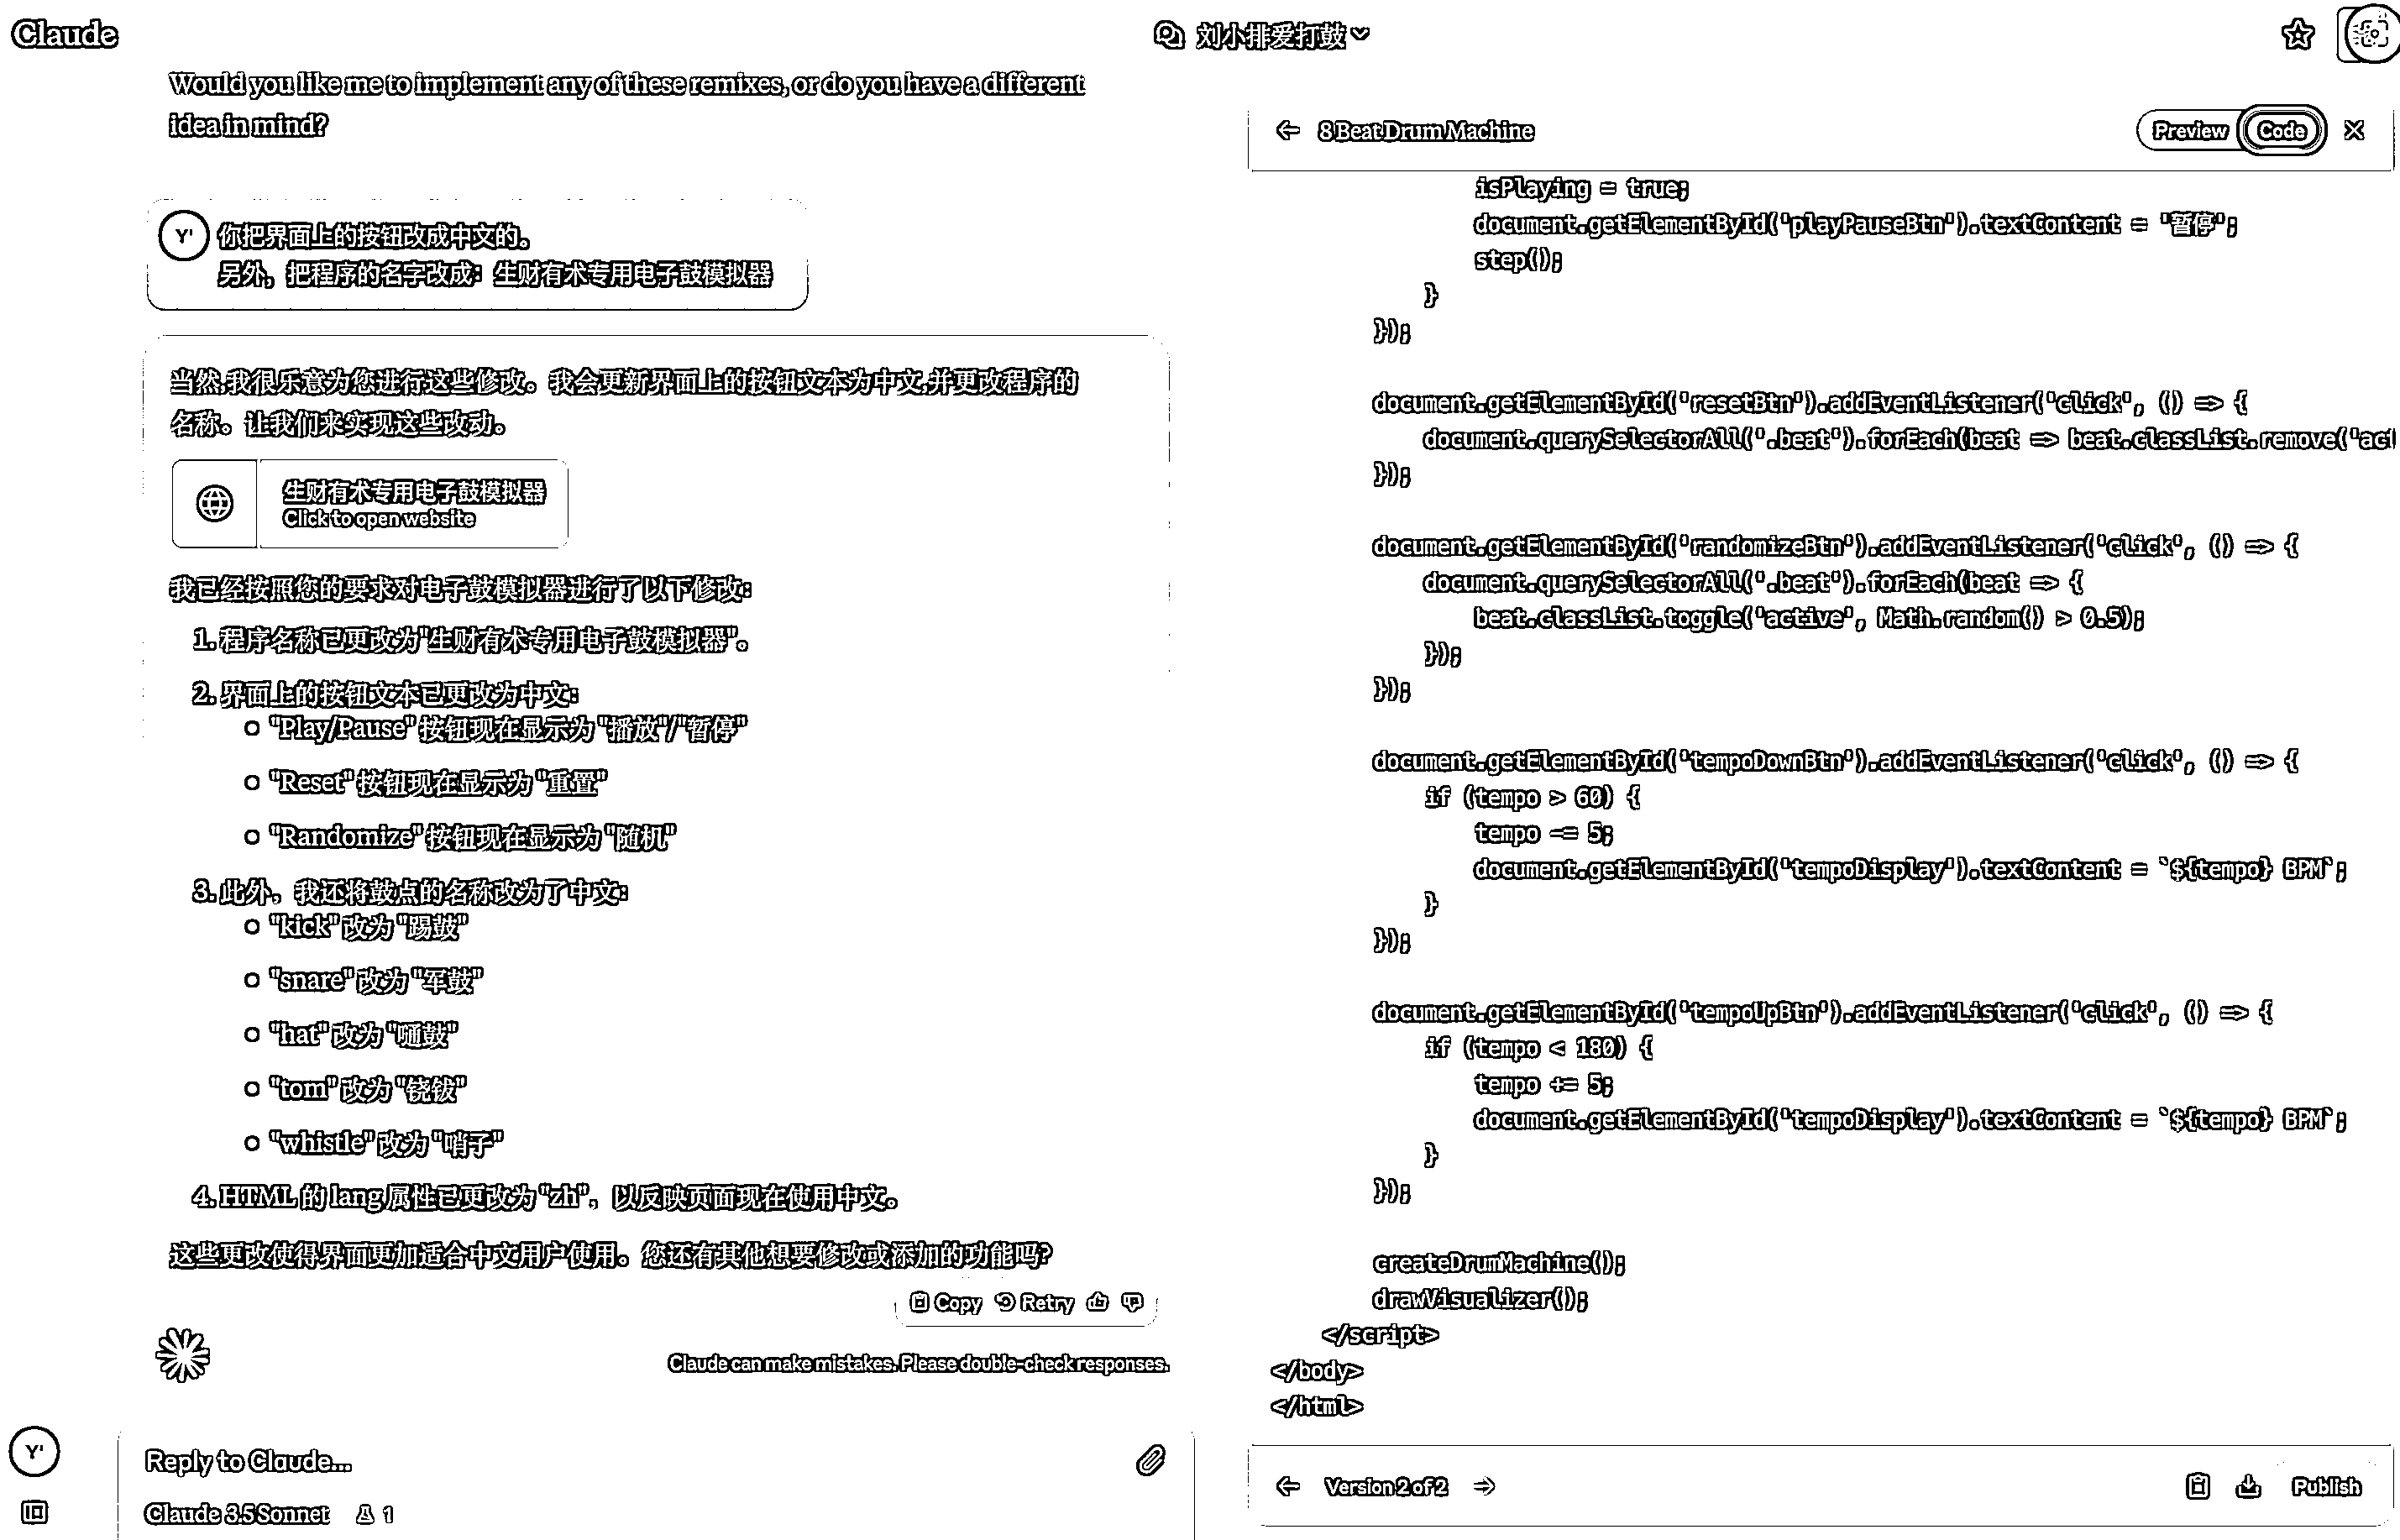 Claude
刘小排爱打鼓
Would you like me to implement any of these remixes, or do you have a different
idea in mind?
Y'
你把界面上的按钮改成中文的。
另外，把程序的名字改成：生财有术专用电子鼓模拟器
当然,我很乐意为您进行这些修改。我会更新界面上的按钮文本为中文,并更改程序的
名称。让我们来实现这些改动。
生财有术专用电子鼓模拟器
Click to open website
我已经按照您的要求对电子鼓模拟器进行了以下修改:
1. 程序名称已更改为"生财有术专用电子鼓模拟器"。
2. 界面上的按钮文本已更改为中文:
"Play/Pause" 按钮现在显示为 "播放"/"暂停"
"Reset" 按钮现在显示为 "重置"
"Randomize" 按钮现在显示为 "随机"
3. 此外，我还将鼓点的名称改为了中文:
"kick" 改为 "踢鼓"
"snare" 改为 "军鼓"
"hat" 改为 "嗵鼓"
"tom" 改为 "铙钹"
"whistle" 改为 "哨子"
4. HTML 的 lang 属性已更改为 "zh"，以反映页面现在使用中文。
这些更改使得界面更加适合中文用户使用。您还有其他想要修改或添加的功能吗?
Copy Retry
Claude can make mistakes. Please double-check responses.
Y'
Reply to Claude...
Claude 3.5 Sonnet 1
8 Beat Drum Machine
Preview Code
isPlaying = true;
document.getElementById('playPauseBtn').textContent = '暂停';
step();
}
});
document.getElementById('resetBtn').addEventListener('click', () => {
document.querySelectorAll('.beat').forEach(beat => beat.classList.remove('act
});
document.getElementById('randomizeBtn').addEventListener('click', () => {
document.querySelectorAll('.beat').forEach(beat => {
beat.classList.toggle('active', Math.random() > 0.5);
});
});
document.getElementById('tempoDownBtn').addEventListener('click', () => {
if (tempo > 60) {
tempo -= 5;
document.getElementById('tempoDisplay').textContent = `${tempo} BPM`;
}
});
document.getElementById('tempoUpBtn').addEventListener('click', () => {
if (tempo < 180) {
tempo += 5;
document.getElementById('tempoDisplay').textContent = `${tempo} BPM`;
}
});
createDrumMachine();
drawVisualizer();
</script>
</body>
</html>
Version 2 of 2
Publish